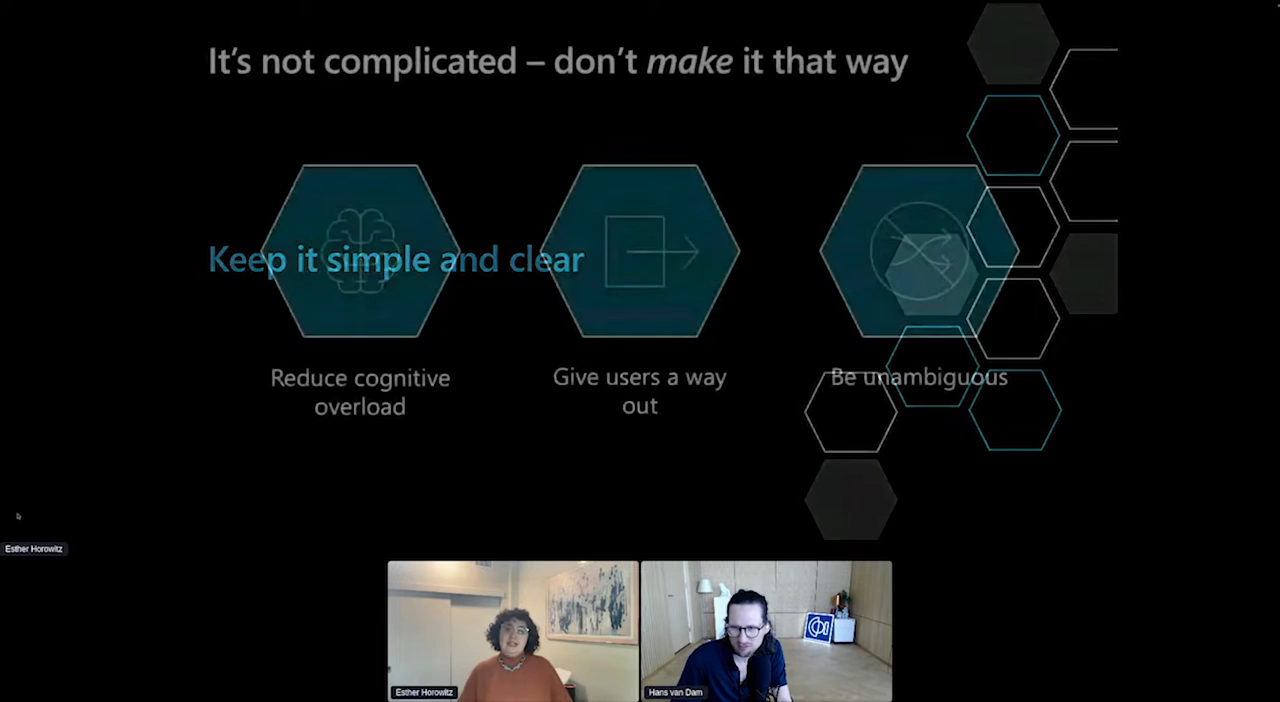 It's not complicated – don't make it that way
Keep it simple and clear
Reduce cognitive
overload
Give users a way
out
Be unambiguous
Esther Horowitz
Esther Horowitz
Hans van Dam